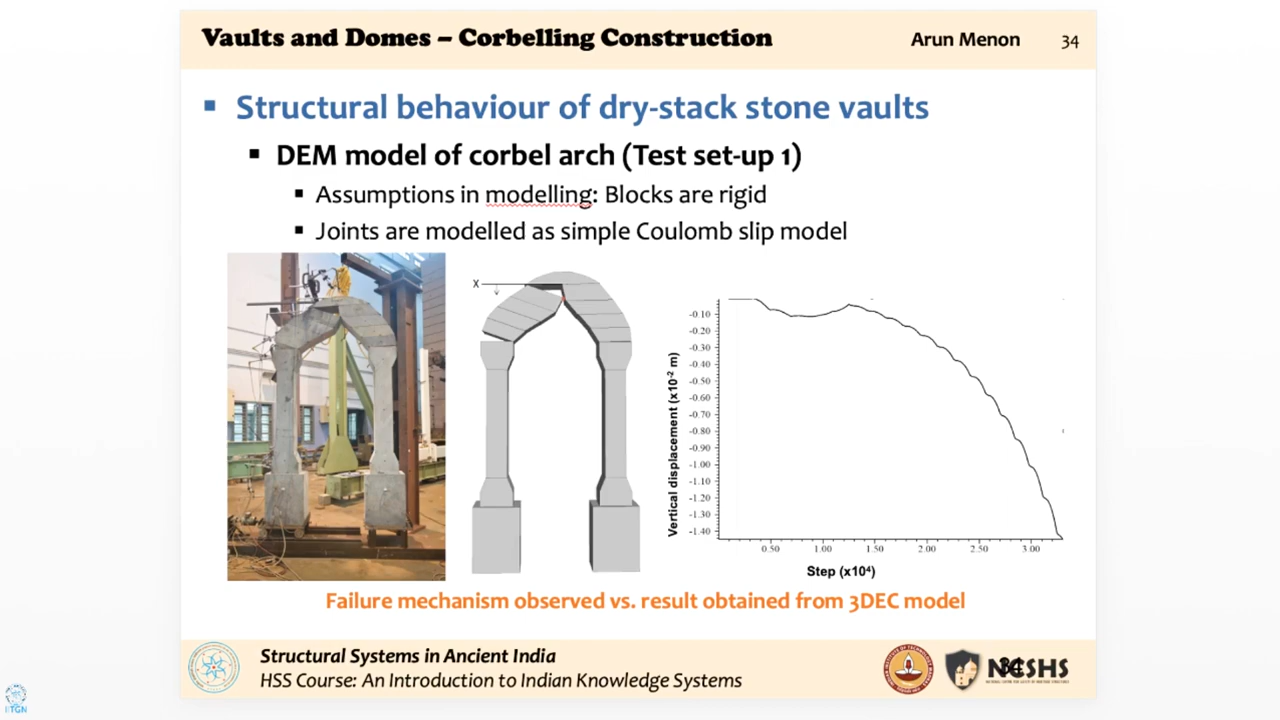 Vaults and Domes – Corbelling Construction
Arun Menon
34
Structural behaviour of dry-stack stone vaults
DEM model of corbel arch (Test set-up 1)
Assumptions in modelling: Blocks are rigid
Joints are modelled as simple Coulomb slip model
X
Vertical displacement (x10-2 m)
-0.10
-0.20
-0.30
-0.40
-0.50
-0.60
-0.70
-0.80
-0.90
-1.00
-1.10
-1.20
-1.30
-1.40
0.50 1.00 1.50 2.00 2.50 3.00
Step (x10⁴)
Failure mechanism observed vs. result obtained from 3DEC model
Structural Systems in Ancient India
HSS Course: An Introduction to Indian Knowledge Systems
34
IITGN